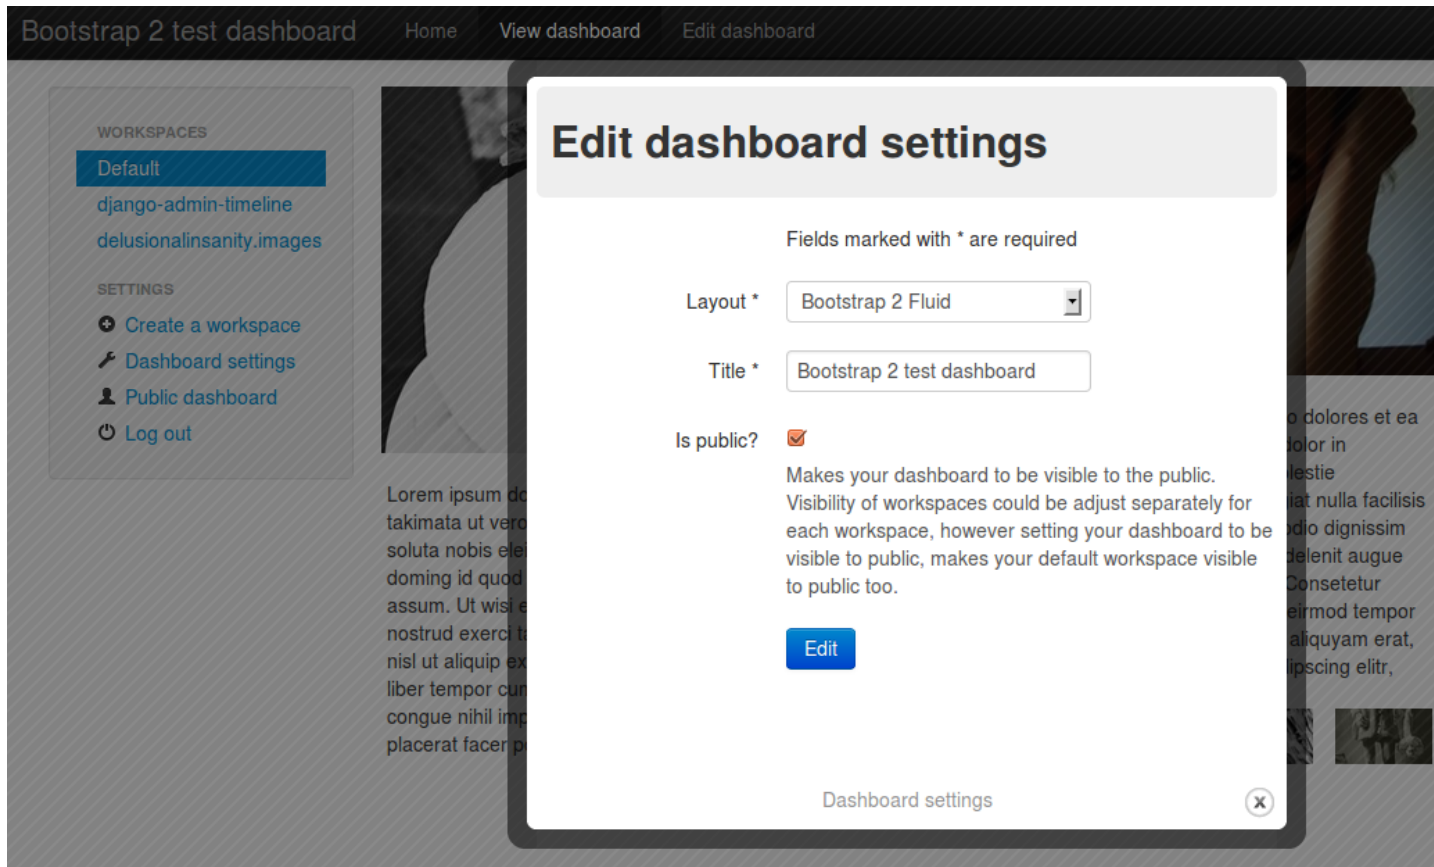 Bootstrap 2 test dashboard Home View dashboard Edit dashboard
WORKSPACES
Default
django-admin-timeline
delusionalinsanity.images
SETTINGS
Create a workspace
Dashboard settings
Public dashboard
Log out
Lorem ipsum
takimata ut
soluta nobis
doming id quod
assum. Ut wisi
nostrud exerci
nisl ut aliquip ex
liber tempor
congue nihil
placerat facer
Edit dashboard settings
Fields marked with * are required
Layout * Bootstrap 2 Fluid
Title * Bootstrap 2 test dashboard
Is public?
Makes your dashboard to be visible to the public.
Visibility of workspaces could be adjust separately for
each workspace, however setting your dashboard to be
visible to public, makes your default workspace visible
to public too.
Edit
Dashboard settings
x
dolores et ea
dolor in
nulla facilisis
dignissim
delenit augue
Consetetur
eirmod tempor
aliquyam erat,
elitr,